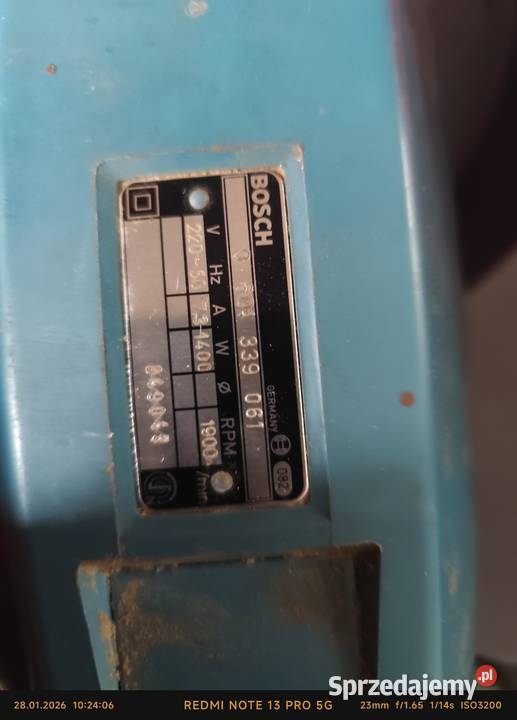 BOSCH
339 061
GERMANY
082
V Hz A W Ø RPM
220~50 1400 1900 /min
Sprzedajemy.pl
28.01.2026 10:24:06
REDMI NOTE 13 PRO 5G
23mm f/1.65 1/14s ISO3200